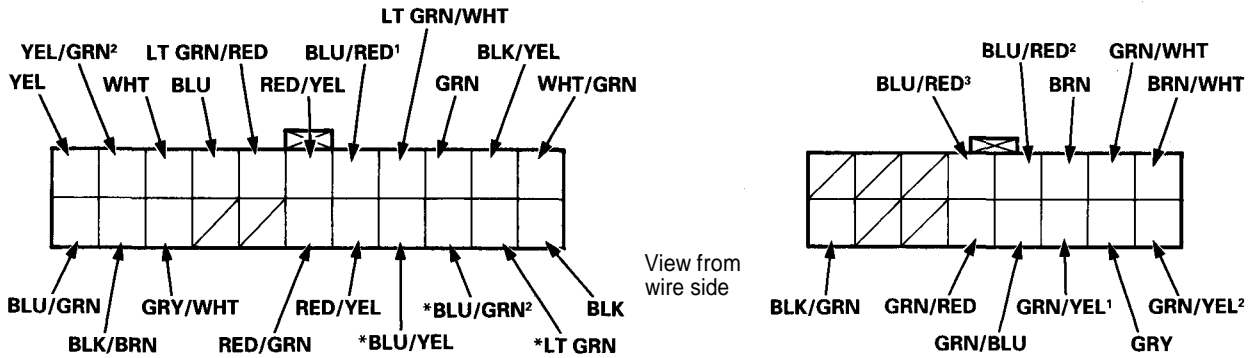 LT GRN/WHT
YEL/GRN² LT GRN/RED BLU/RED¹ BLK/YEL
YEL WHT BLU RED/YEL GRN WHT/GRN
BLU/GRN GRY/WHT RED/YEL *BLU/GRN² BLK
BLK/BRN RED/GRN *BLU/YEL *LT GRN
View from
wire side
BLU/RED² GRN/WHT
BLU/RED³ BRN BRN/WHT
BLK/GRN GRN/RED GRN/YEL¹ GRN/YEL²
GRN/BLU GRY